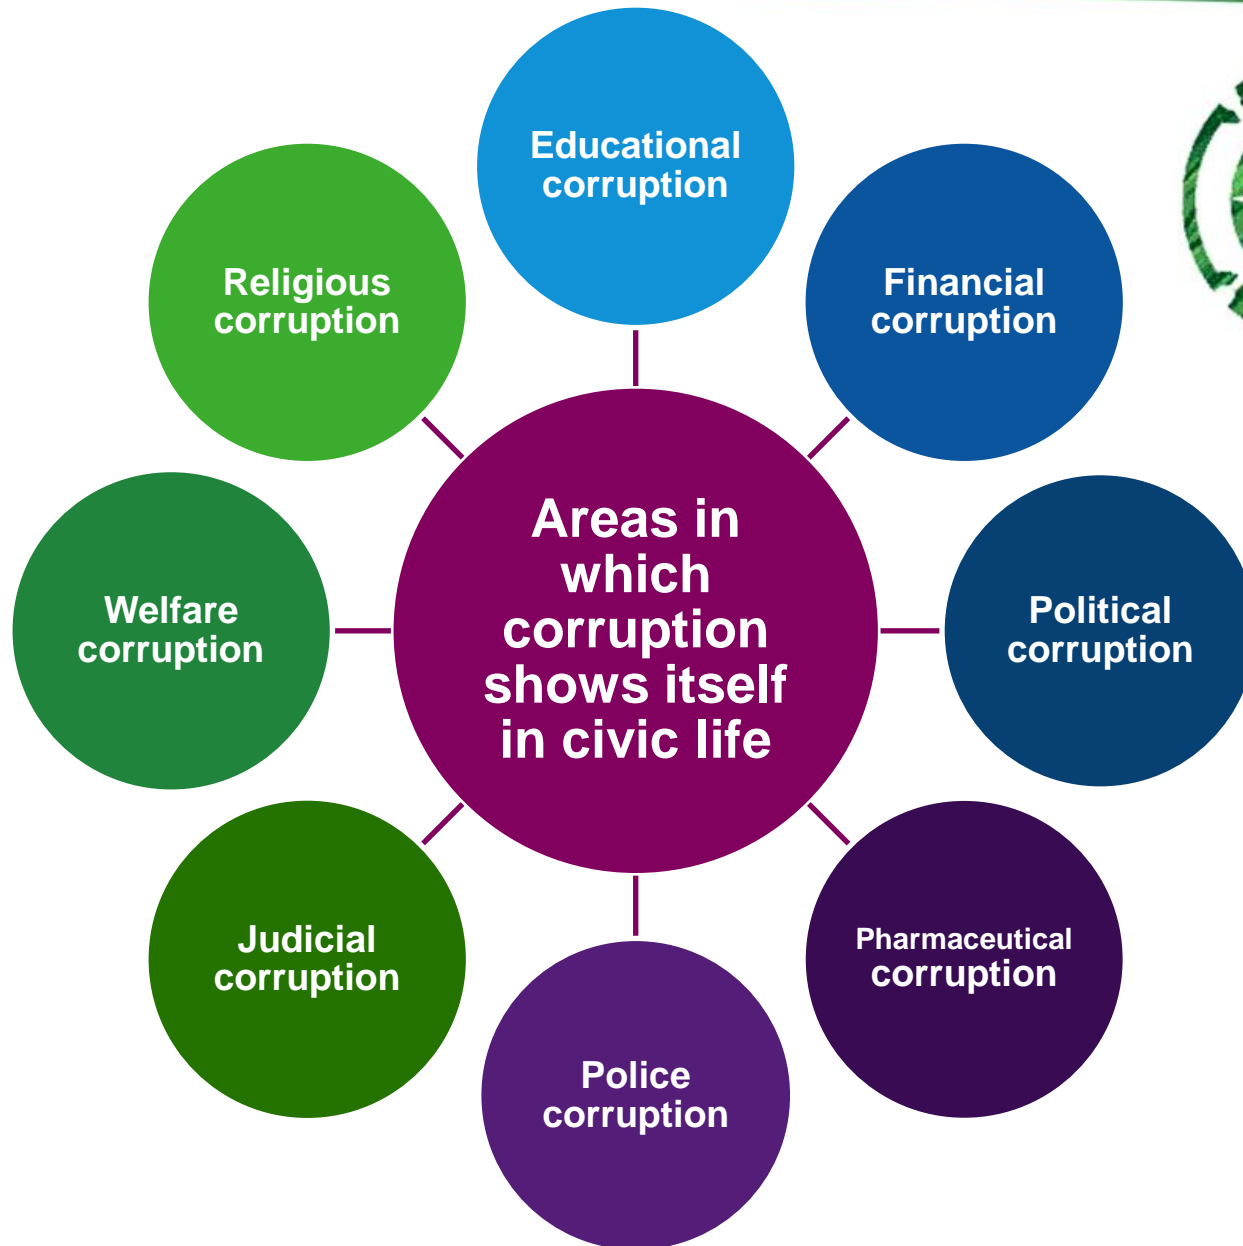 Educational
corruption
Financial
corruption
Political
corruption
Pharmaceutical
corruption
Police
corruption
Judicial
corruption
Welfare
corruption
Religious
corruption
Areas in
which
corruption
shows itself
in civic life